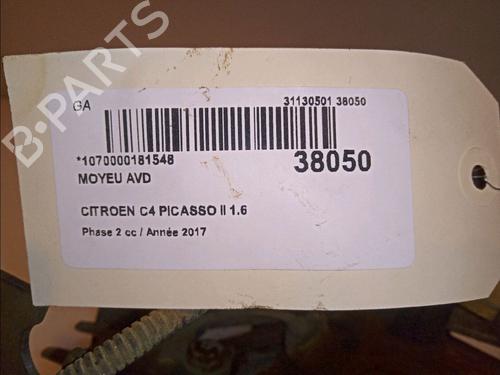 GA 31130501 38050
*1070000181548 38050
MOYEU AVD
CITROEN C4 PICASSO II 1.6
Phase 2 cc / Année 2017
B-PARTS